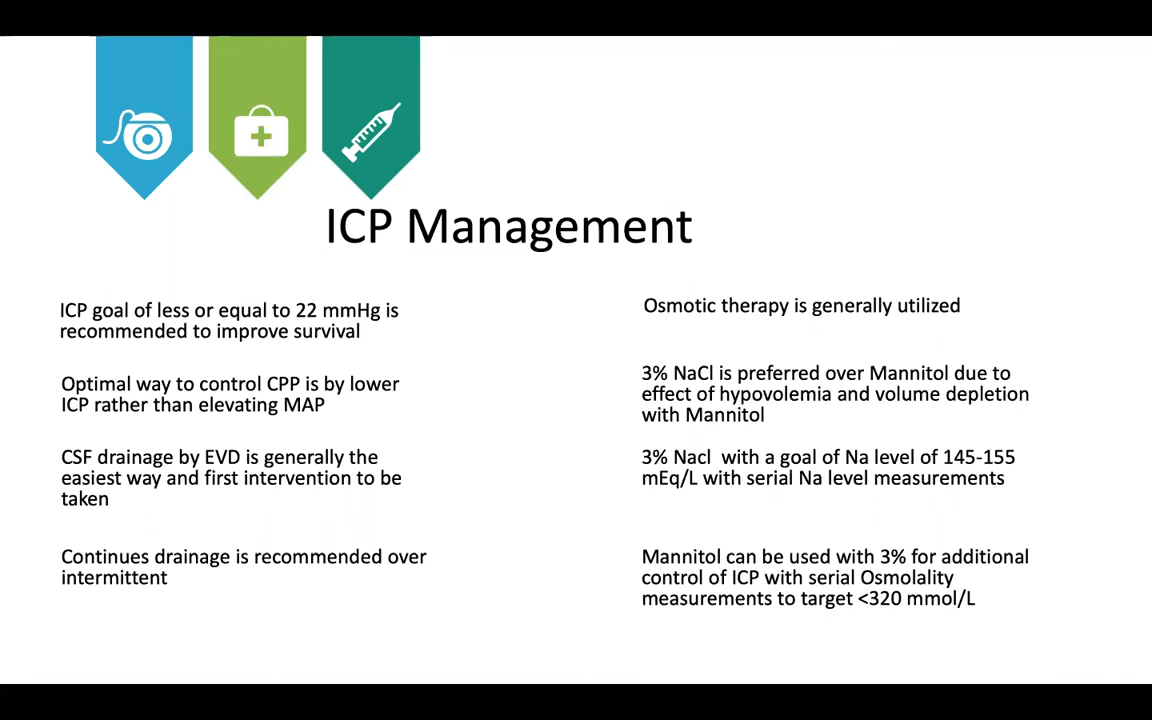 ICP Management
ICP goal of less or equal to 22 mmHg is
recommended to improve survival
Optimal way to control CPP is by lower
ICP rather than elevating MAP
CSF drainage by EVD is generally the
easiest way and first intervention to be
taken
Continues drainage is recommended over
intermittent
Osmotic therapy is generally utilized
3% NaCl is preferred over Mannitol due to
effect of hypovolemia and volume depletion
with Mannitol
3% Nacl  with a goal of Na level of 145-155
mEq/L with serial Na level measurements
Mannitol can be used with 3% for additional
control of ICP with serial Osmolality
measurements to target <320 mmol/L